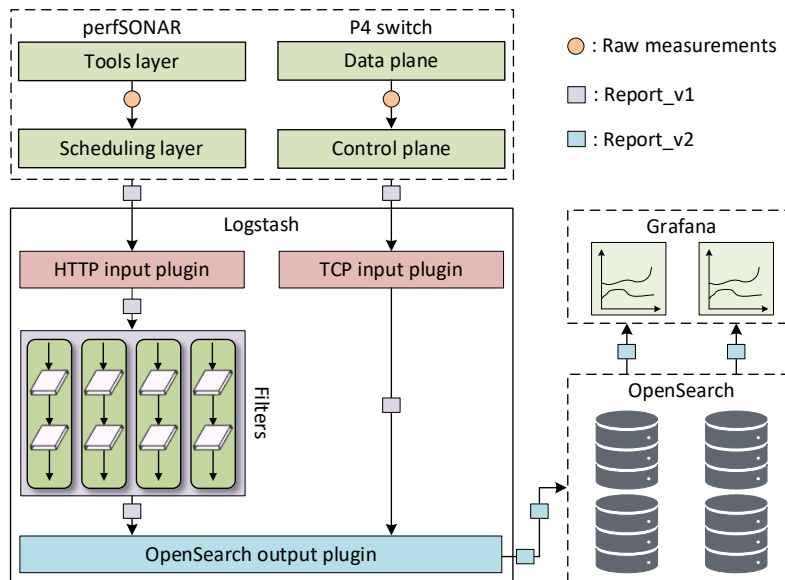 perfSONAR
P4 switch
Tools layer
Data plane
: Raw measurements
: Report_v1
: Report_v2
Scheduling layer
Control plane
Logstash
HTTP input plugin
TCP input plugin
Filters
OpenSearch output plugin
Grafana
OpenSearch